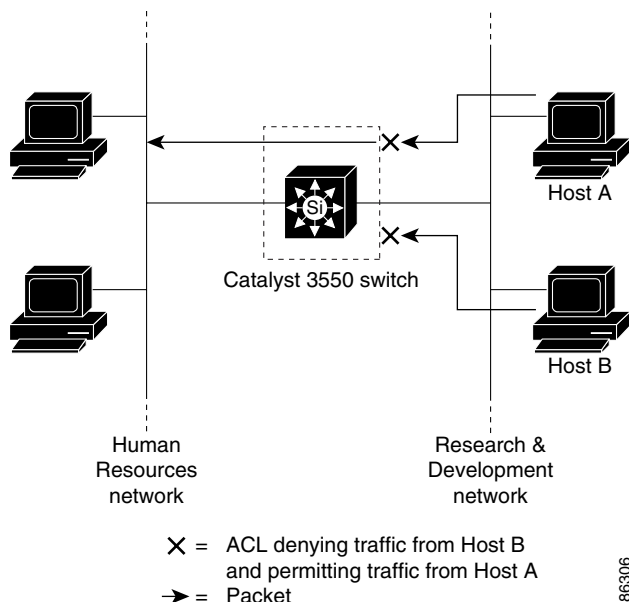 Host A
Si
Catalyst 3550 switch
Host B
Human
Resources
network
Research &
Development
network
X = ACL denying traffic from Host B
and permitting traffic from Host A
= Packet
86306